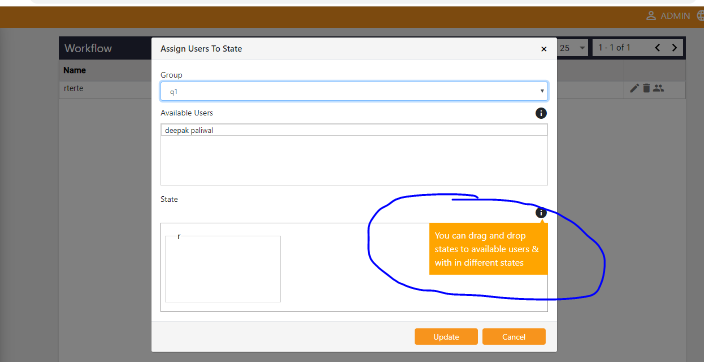 ADMIN
Workflow
Assign Users To State
×
25
1 - 1 of 1
Name
Group
q1
rterte
Available Users
i
deepak paliwal
State
i
r
You can drag and drop
states to available users &
with in different states
Update
Cancel